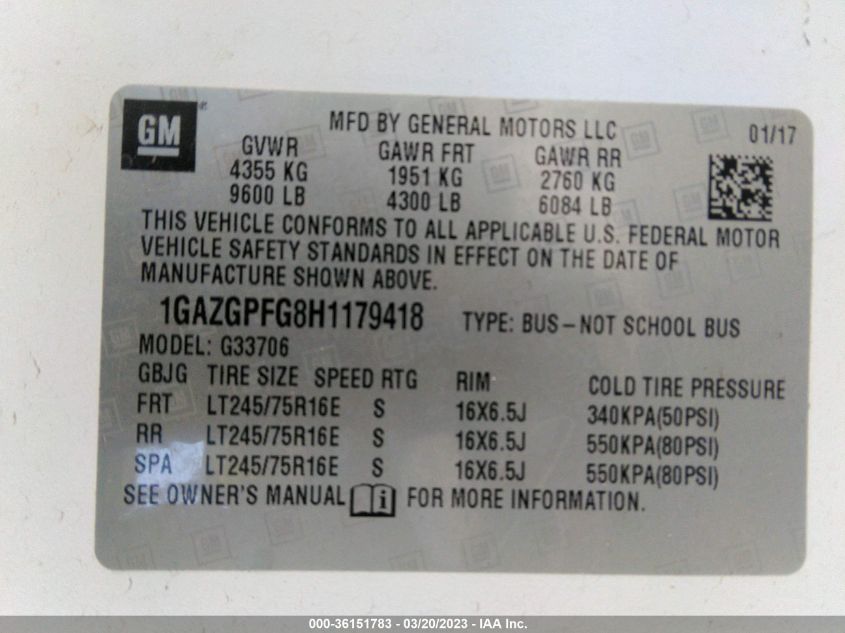 GM
MFD BY GENERAL MOTORS LLC
01/17
GVWR GAWR FRT GAWR RR
4355 KG 1951 KG 2760 KG
9600 LB 4300 LB 6084 LB
THIS VEHICLE CONFORMS TO ALL APPLICABLE U.S. FEDERAL MOTOR
VEHICLE SAFETY STANDARDS IN EFFECT ON THE DATE OF
MANUFACTURE SHOWN ABOVE.
1GAZGPFG8H1179418 TYPE: BUS–NOT SCHOOL BUS
MODEL: G33706
GBJG TIRE SIZE SPEED RTG RIM COLD TIRE PRESSURE
FRT LT245/75R16E S 16X6.5J 340KPA(50PSI)
RR LT245/75R16E S 16X6.5J 550KPA(80PSI)
SPA LT245/75R16E S 16X6.5J 550KPA(80PSI)
SEE OWNER'S MANUAL i FOR MORE INFORMATION.
000-36151783 - 03/20/2023 - IAA Inc.